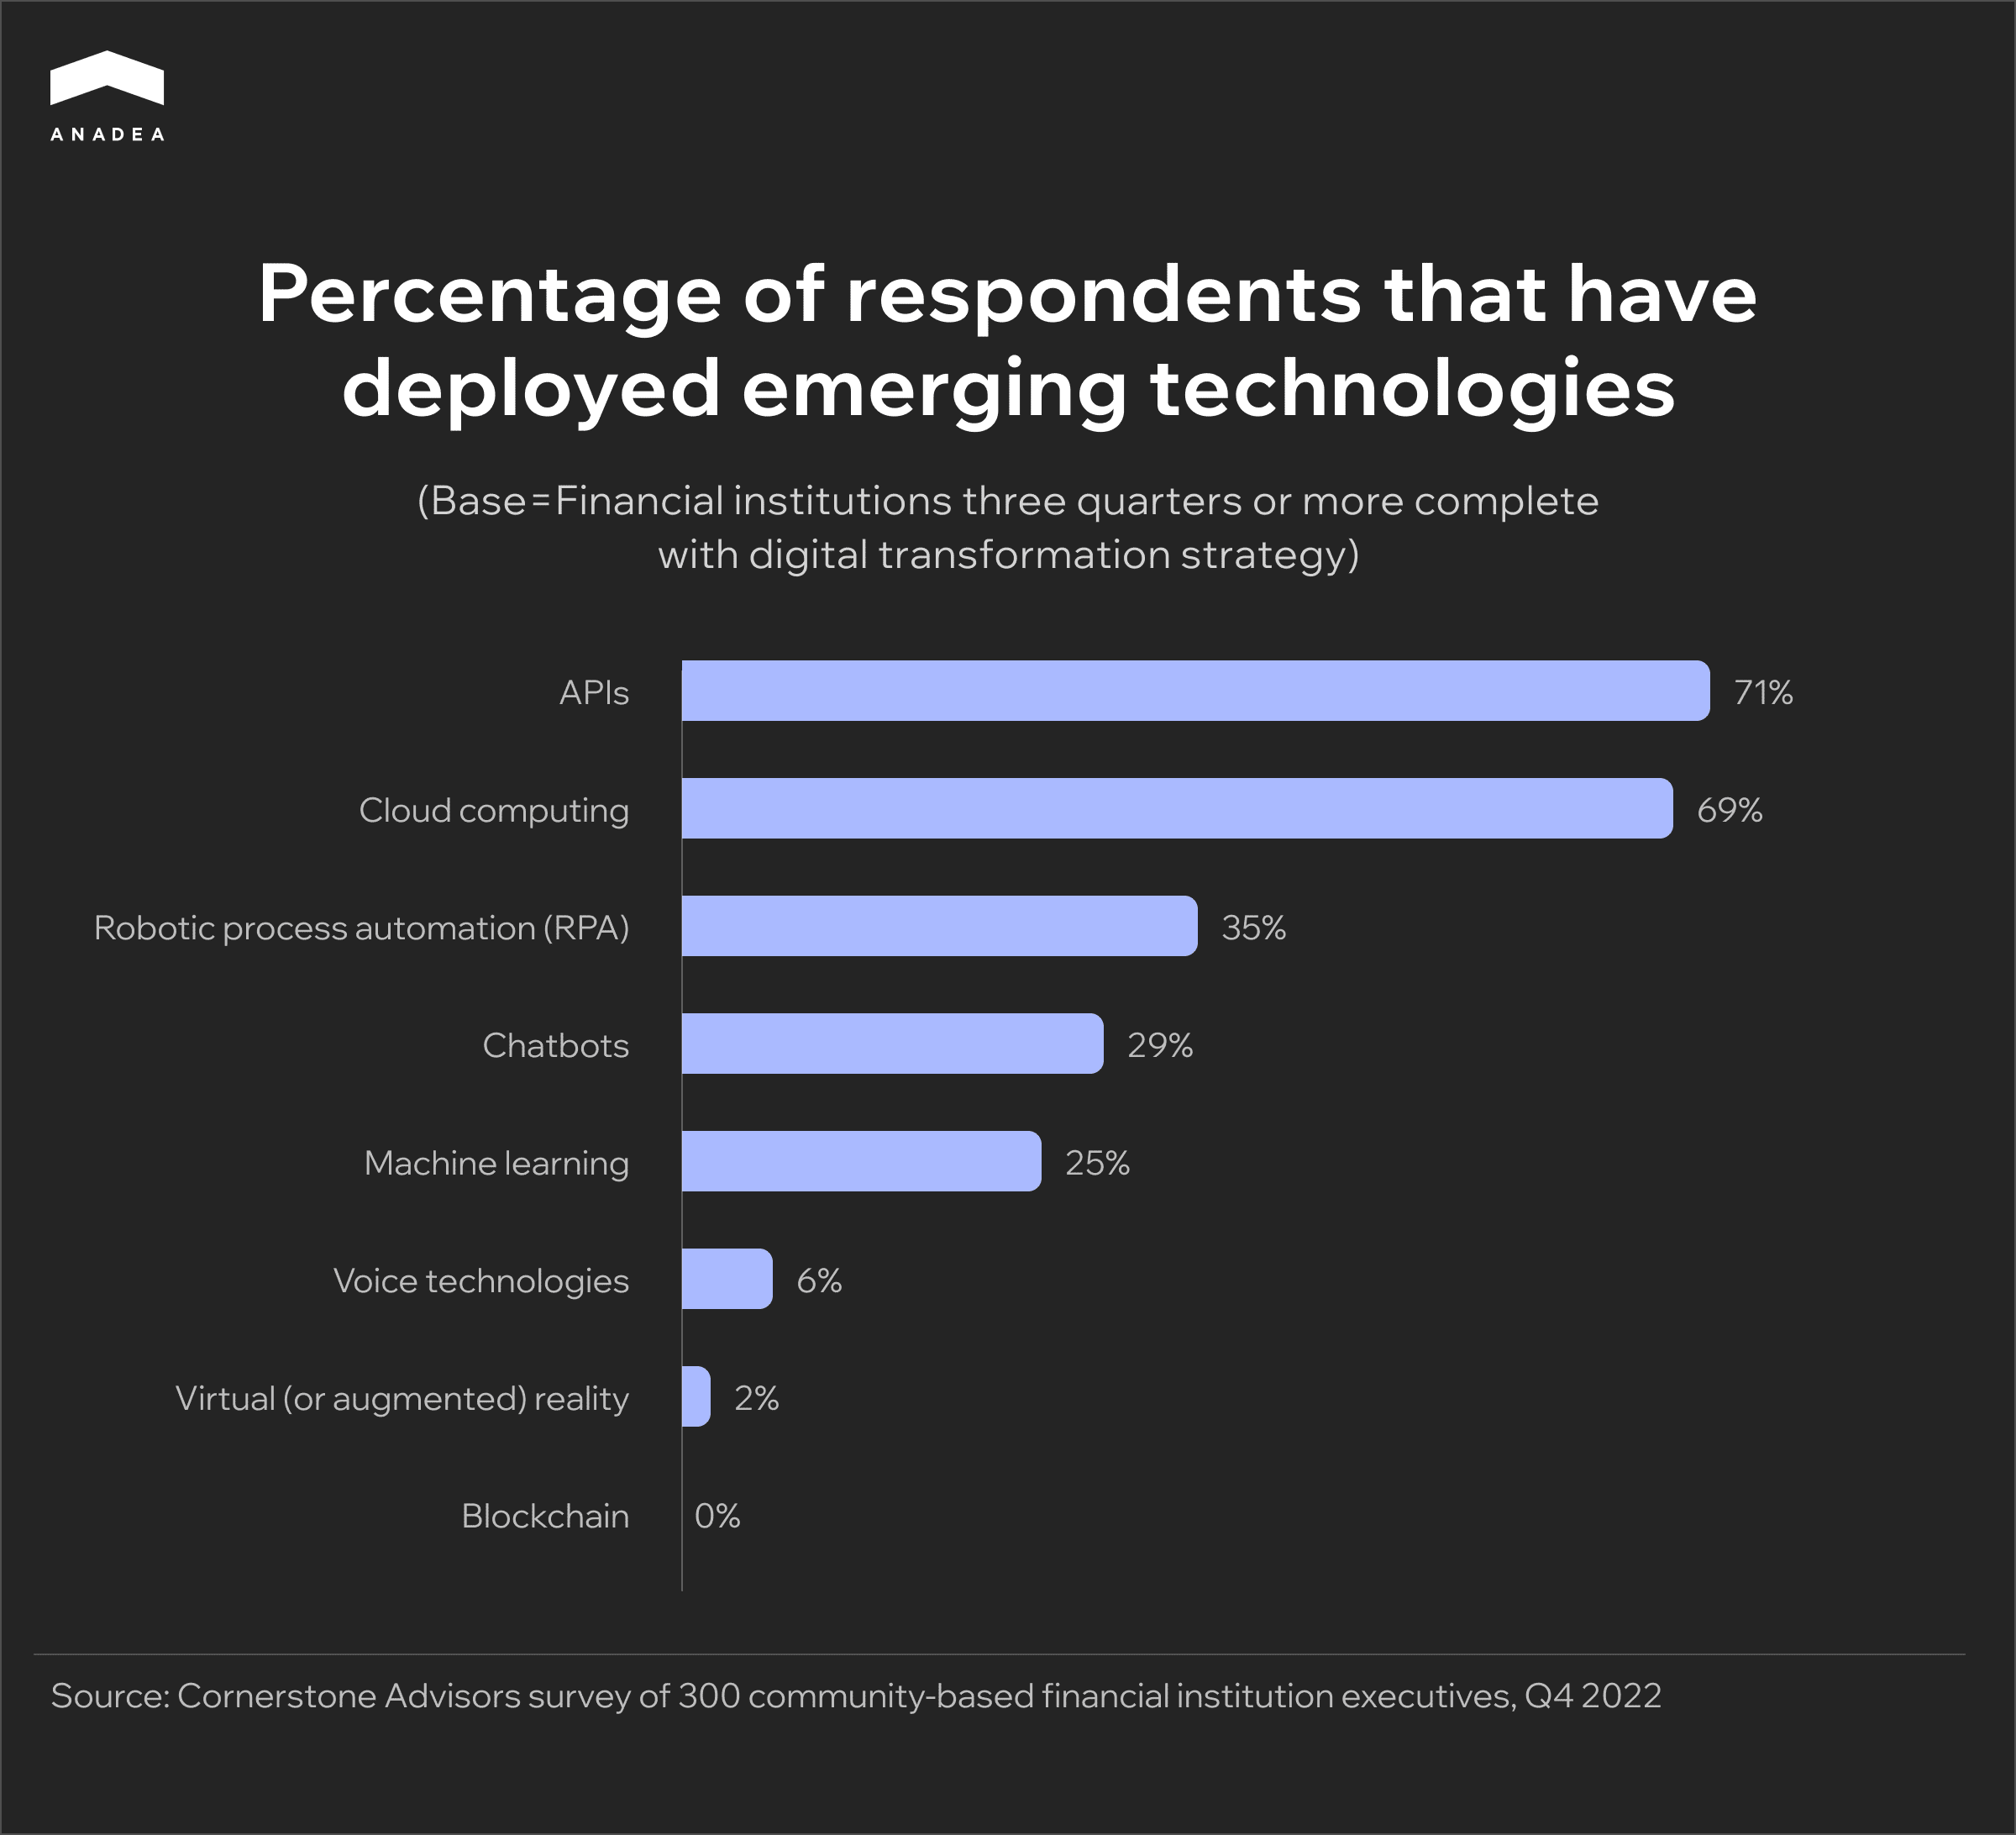 ANADEA
Percentage of respondents that have
deployed emerging technologies
(Base=Financial institutions three quarters or more complete
with digital transformation strategy)
APIs 71%
Cloud computing 69%
Robotic process automation (RPA) 35%
Chatbots 29%
Machine learning 25%
Voice technologies 6%
Virtual (or augmented) reality 2%
Blockchain 0%
Source: Cornerstone Advisors survey of 300 community-based financial institution executives, Q4 2022